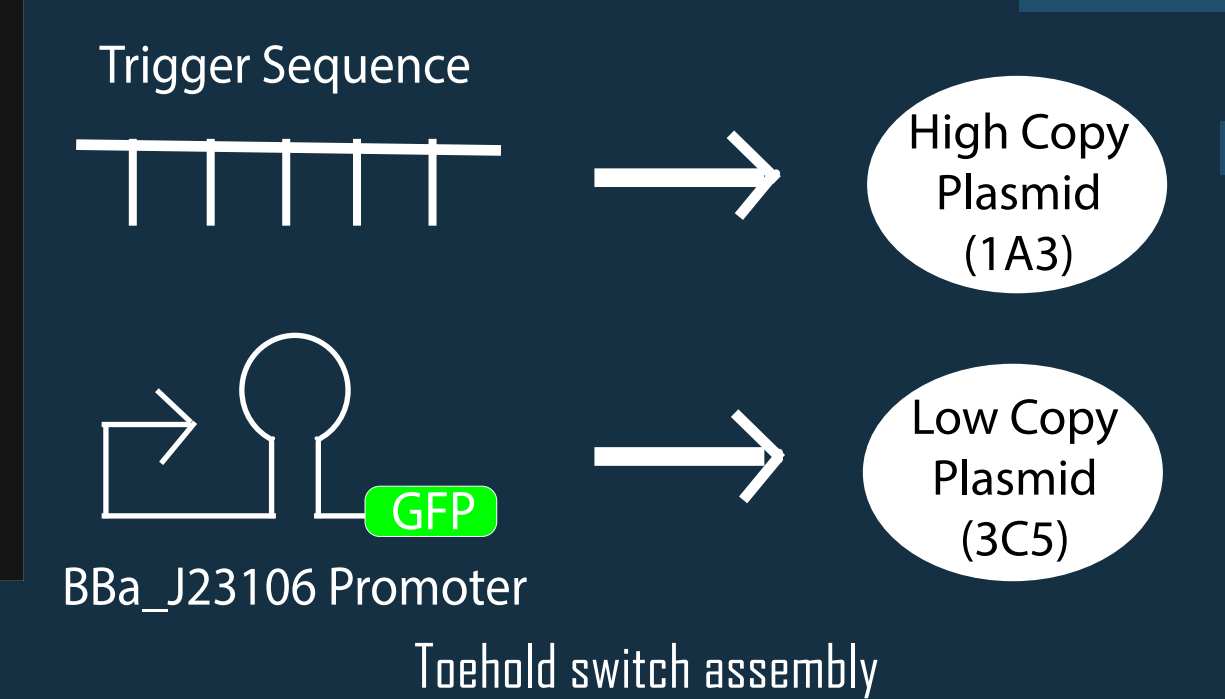 Trigger Sequence
High Copy
Plasmid
(1A3)
GFP
Low Copy
Plasmid
(3C5)
BBa_J23106 Promoter
Toehold switch assembly